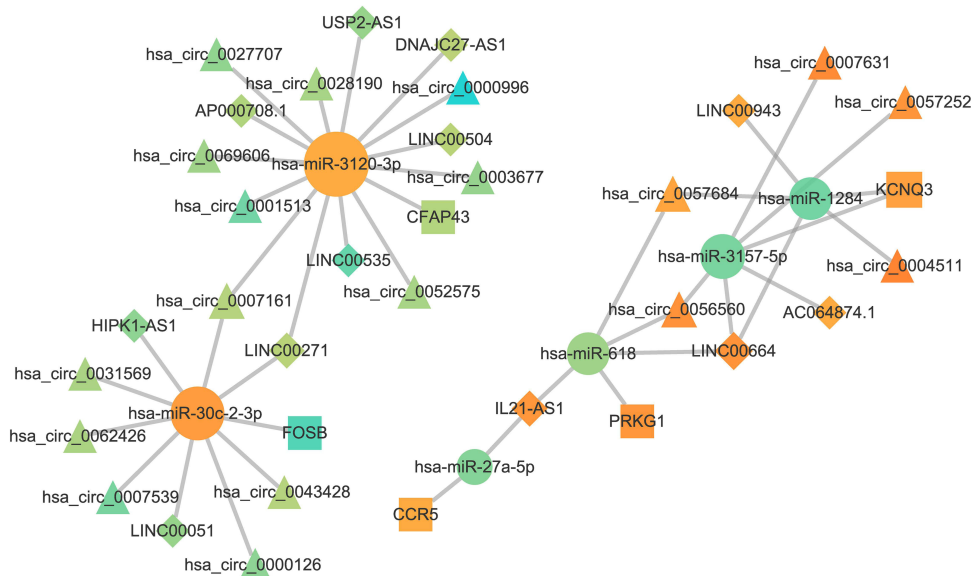 USP2-AS1
DNAJC27-AS1
hsa_circ_0027707
hsa_circ_0028190
hsa_circ_0000996
AP000708.1
LINC00504
hsa_circ_0069606
hsa-miR-3120-3p
hsa_circ_0003677
hsa_circ_0001513
CFAP43
LINC00535
hsa_circ_0052575
hsa_circ_0007161
HIPK1-AS1
LINC00271
hsa_circ_0031569
hsa-miR-30c-2-3p
hsa_circ_0062426
FOSB
hsa_circ_0007539
hsa_circ_0043428
LINC00051
hsa_circ_0000126
hsa_circ_0007631
LINC00943
hsa_circ_0057252
hsa_circ_0057684
hsa-miR-1284
KCNQ3
hsa-miR-3157-5p
hsa_circ_0004511
hsa_circ_0056560
AC064874.1
hsa-miR-618
LINC00664
IL21-AS1
PRKG1
hsa-miR-27a-5p
CCR5